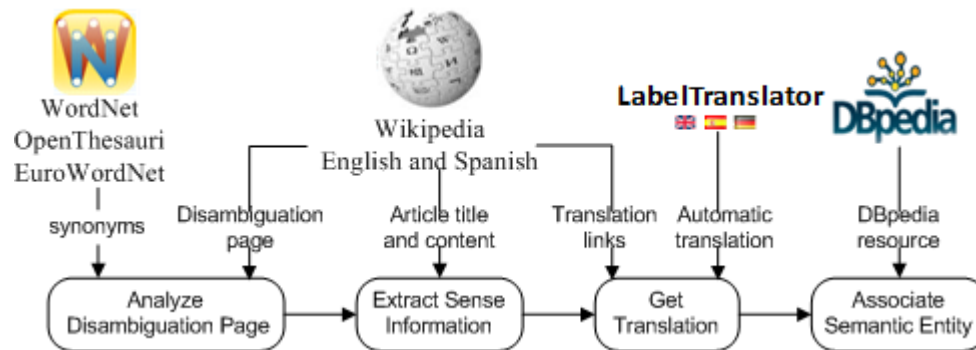 W
WordNet
OpenThesauri
EuroWordNet
Wikipedia
English and Spanish
LabelTranslator
DBpedia
synonyms
Disambiguation
page
Article title
and content
Translation
links
Automatic
translation
DBpedia
resource
Analyze
Disambiguation Page
Extract Sense
Information
Get
Translation
Associate
Semantic Entity